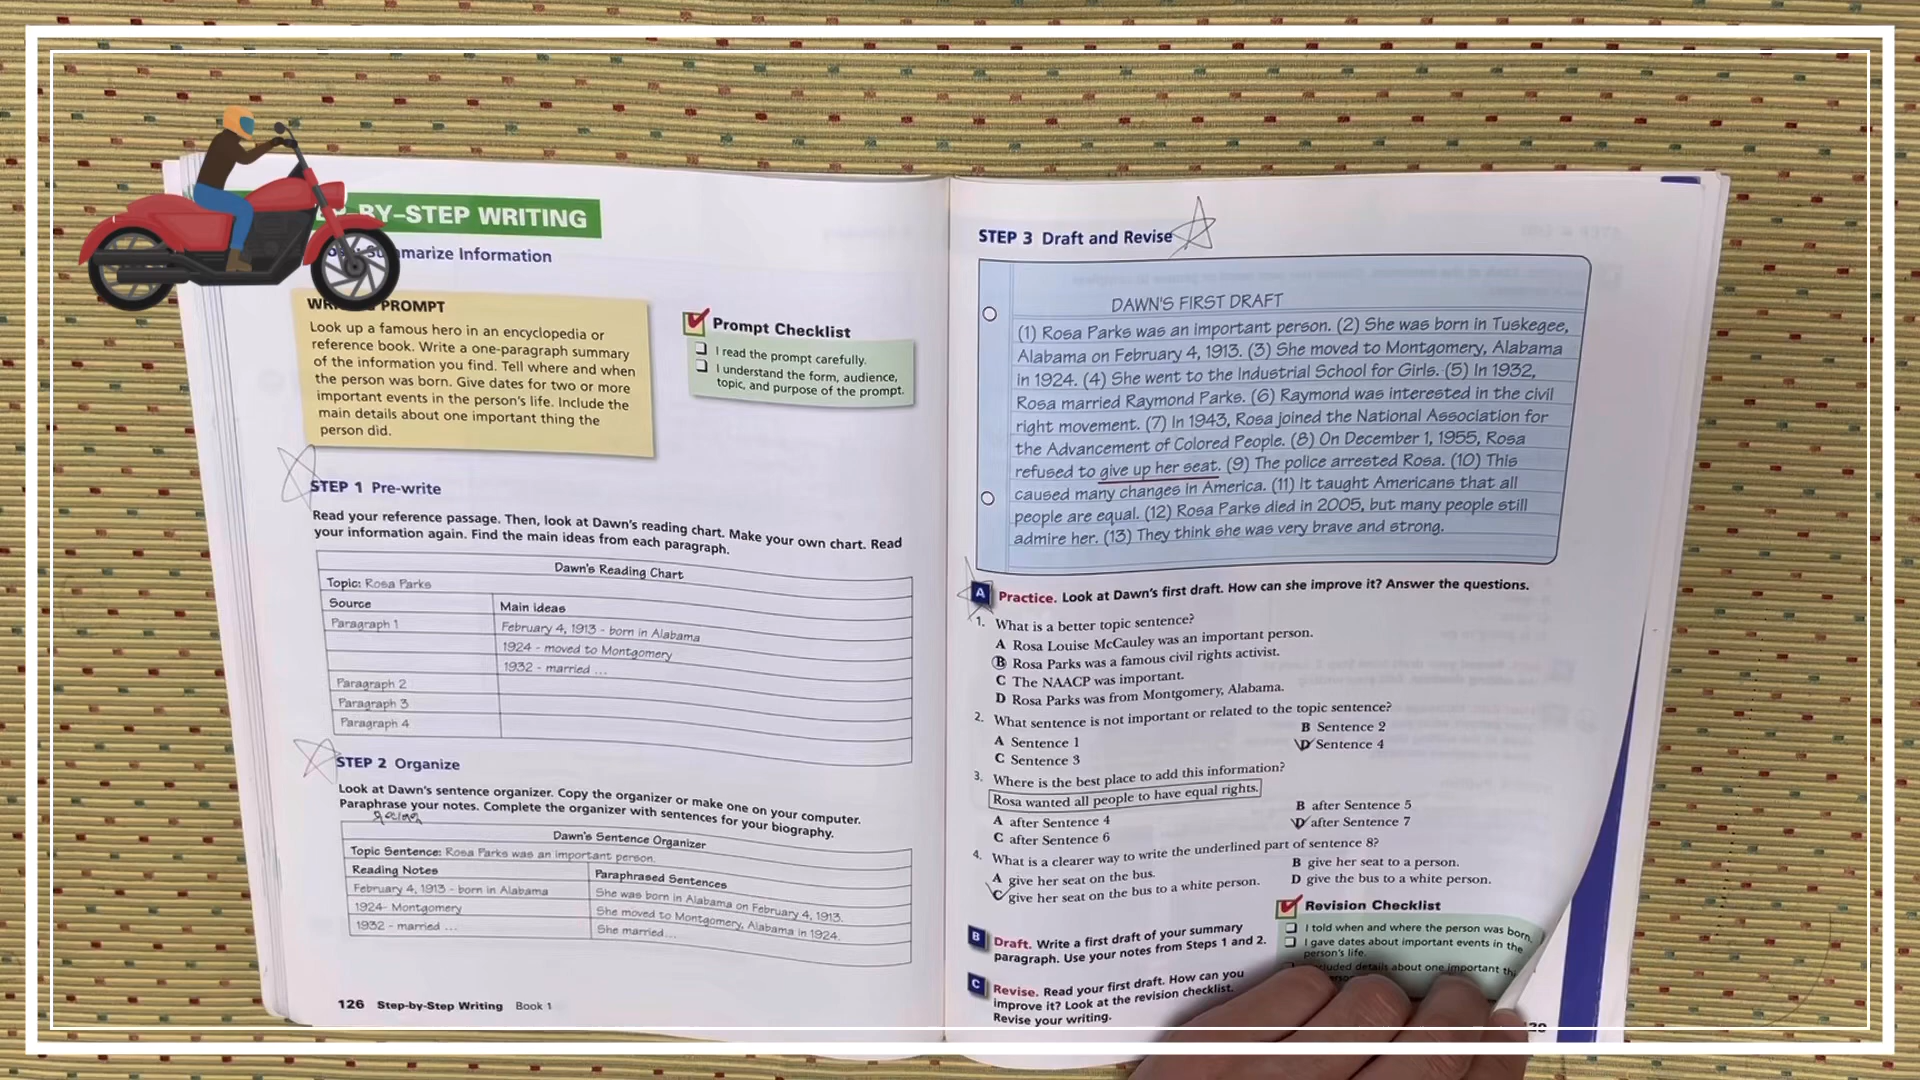 BY–STEP WRITING
marize Information
PROMPT
Look up a famous hero in an encyclopedia or
reference book. Write a one-paragraph summary
of the information you find. Tell where and when
the person was born. Give dates for two or more
important events in the person's life. Include the
main details about one important thing the
person did.
Prompt Checklist
I read the prompt carefully.
I understand the form, audience,
topic, and purpose of the prompt.
STEP 1 Pre-write
Read your reference passage. Then, look at Dawn's reading chart. Make your own chart. Read
your information again. Find the main ideas from each paragraph.
Dawn's Reading Chart
Topic: Rosa Parks
Source Main Ideas
Paragraph 1 February 4, 1913 - born in Alabama
1924 - moved to Montgomery
1932 - married ...
Paragraph 2
Paragraph 3
Paragraph 4
STEP 2 Organize
Look at Dawn's sentence organizer. Copy the organizer or make one on your computer.
Paraphrase your notes. Complete the organizer with sentences for your biography.
Dawn's Sentence Organizer
Topic Sentence: Rosa Parks was an important person.
Reading Notes Paraphrased Sentences
February 4, 1913 - born in Alabama She was born in Alabama on February 4, 1913.
1924- Montgomery She moved to Montgomery, Alabama in 1924.
1932 - married ... She married...
126 Step-by-Step Writing Book 1
STEP 3 Draft and Revise
DAWN'S FIRST DRAFT
(1) Rosa Parks was an important person. (2) She was born in Tuskegee,
Alabama on February 4, 1913. (3) She moved to Montgomery, Alabama
in 1924. (4) She went to the Industrial School for Girls. (5) In 1932,
Rosa married Raymond Parks. (6) Raymond was interested in the civil
right movement. (7) In 1943, Rosa joined the National Association for
the Advancement of Colored People. (8) On December 1, 1955, Rosa
refused to give up her seat. (9) The police arrested Rosa. (10) This
caused many changes in America. (11) It taught Americans that all
people are equal. (12) Rosa Parks died in 2005, but many people still
admire her. (13) They think she was very brave and strong.
A Practice. Look at Dawn's first draft. How can she improve it? Answer the questions.
1. What is a better topic sentence?
A Rosa Louise McCauley was an important person.
B Rosa Parks was a famous civil rights activist.
C The NAACP was important.
D Rosa Parks was from Montgomery, Alabama.
2. What sentence is not important or related to the topic sentence?
A Sentence 1 B Sentence 2
C Sentence 3 D Sentence 4
3. Where is the best place to add this information?
Rosa wanted all people to have equal rights.
A after Sentence 4 B after Sentence 5
C after Sentence 6 D after Sentence 7
4. What is a clearer way to write the underlined part of sentence 8?
A give her seat on the bus. B give her seat to a person.
C give her seat on the bus to a white person. D give the bus to a white person.
B Draft. Write a first draft of your summary
paragraph. Use your notes from Steps 1 and 2.
C Revise. Read your first draft. How can you
improve it? Look at the revision checklist.
Revise your writing.
Revision Checklist
I told when and where the person was born.
I gave dates about important events in the
person's life.
details about one important